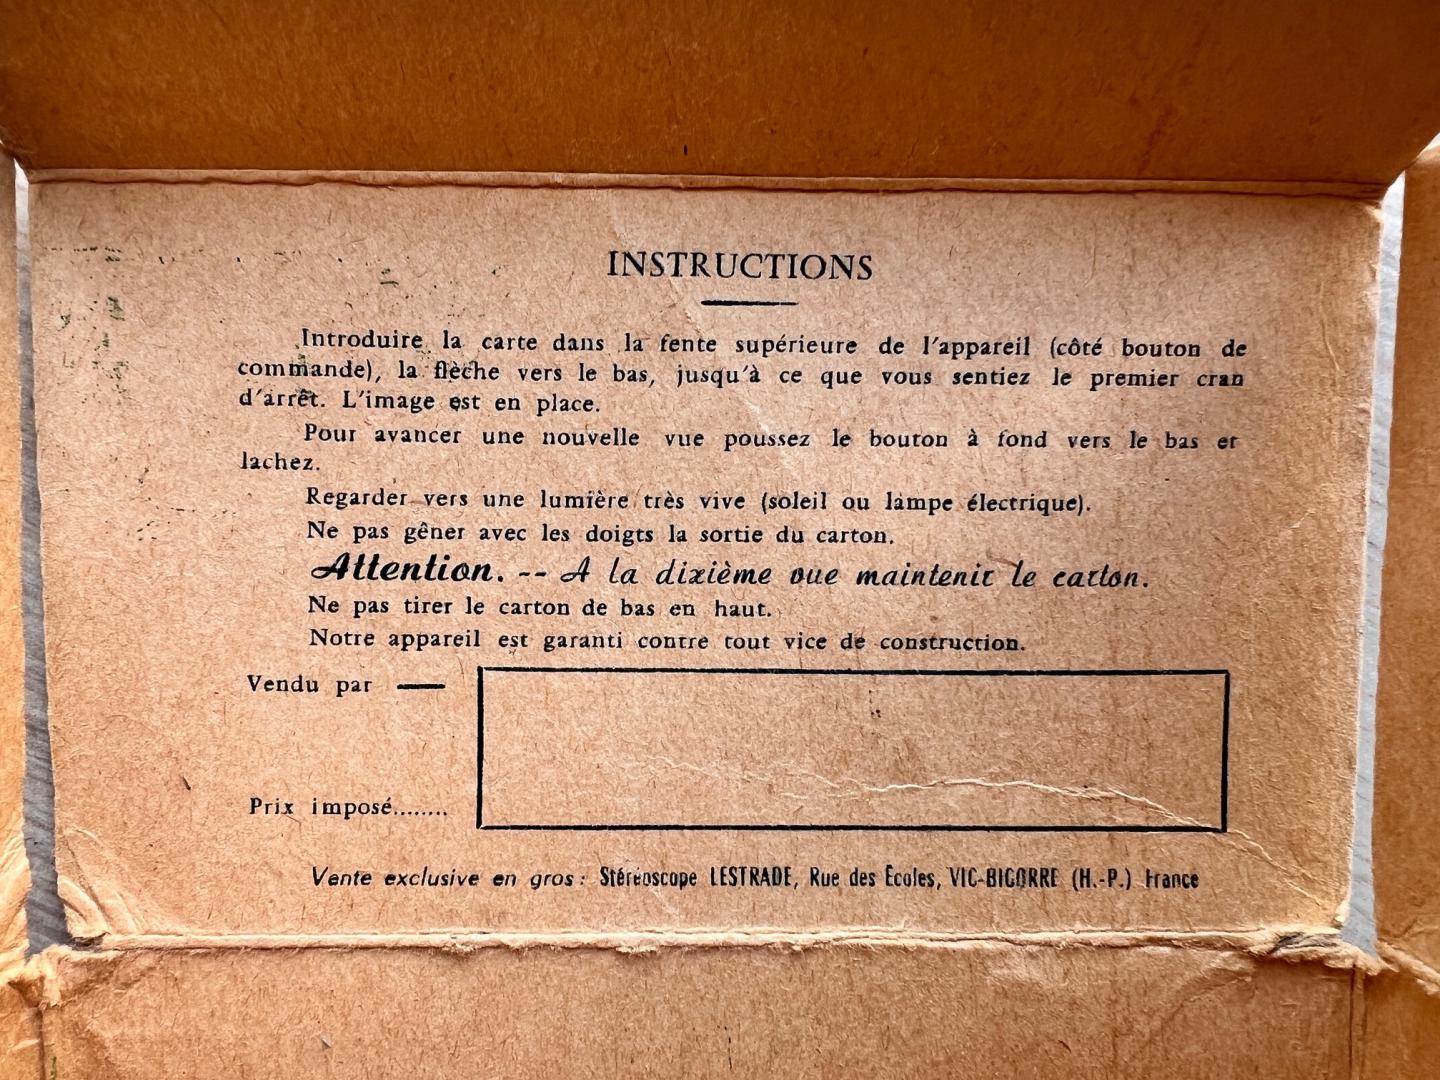 INSTRUCTIONS
Introduire la carte dans la fente supérieure de l'appareil (côté bouton de
commande), la flèche vers le bas, jusqu'à ce que vous sentiez le premier cran
d'arrêt. L'image est en place.
Pour avancer une nouvelle vue poussez le bouton à fond vers le bas et
lachez.
Regarder vers une lumière très vive (soleil ou lampe électrique).
Ne pas gêner avec les doigts la sortie du carton.
Attention. -- A la dixième vue maintenir le carton.
Ne pas tirer le carton de bas en haut.
Notre appareil est garanti contre tout vice de construction.
Vendu par —
Prix imposé........
Vente exclusive en gros : Stéréoscope LESTRADE, Rue des Écoles, VIC-BIGORRE (H.-P.) France